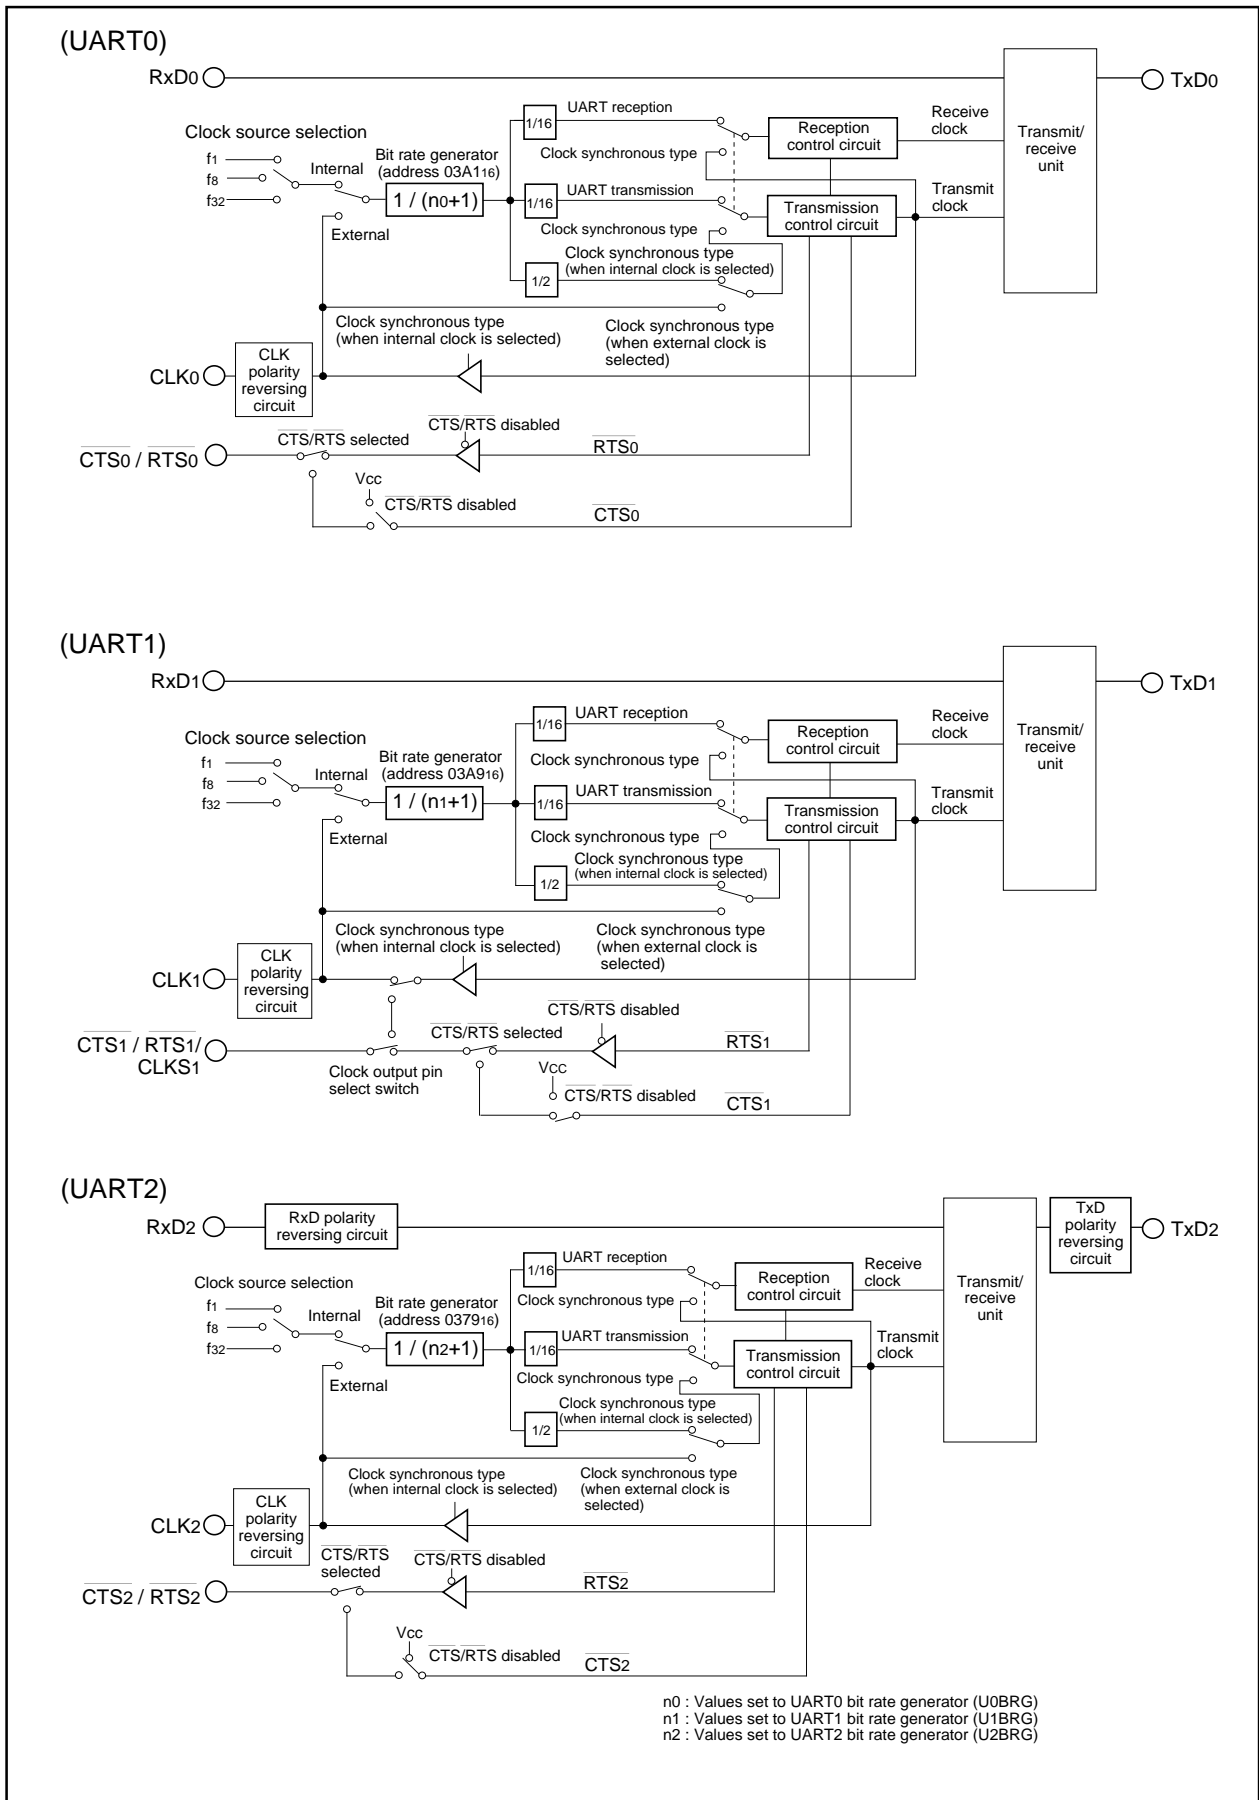 (UART0)
RxD0
TxD0
UART reception
1/16
Reception
control circuit
Receive
clock
Transmit/
receive
unit
Clock source selection
Clock synchronous type
f1
f8
f32
Internal
Bit rate generator
(address 03A116)
1 / (n0+1)
External
1/16
UART transmission
Transmission
control circuit
Transmit
clock
Clock synchronous type
Clock synchronous type
(when internal clock is selected)
1/2
Clock synchronous type
(when internal clock is selected)
Clock synchronous type
(when external clock is
selected)
CLK0
CLK
polarity
reversing
circuit
CTS/RTS disabled
CTS/RTS selected
CTS0 / RTS0
RTS0
Vcc
CTS/RTS disabled
CTS0
(UART1)
RxD1
TxD1
UART reception
1/16
Reception
control circuit
Receive
clock
Transmit/
receive
unit
Clock source selection
Clock synchronous type
f1
f8
f32
Internal
Bit rate generator
(address 03A916)
1 / (n1+1)
External
1/16
UART transmission
Transmission
control circuit
Transmit
clock
Clock synchronous type
Clock synchronous type
(when internal clock is selected)
1/2
Clock synchronous type
(when internal clock is selected)
Clock synchronous type
(when external clock is
selected)
CLK1
CLK
polarity
reversing
circuit
CTS/RTS disabled
CTS/RTS selected
CTS1 / RTS1/
CLKS1
RTS1
Clock output pin
select switch
VCC
CTS/RTS disabled
CTS1
(UART2)
RxD2
RxD polarity
reversing circuit
TxD
polarity
reversing
circuit
TxD2
UART reception
1/16
Reception
control circuit
Receive
clock
Transmit/
receive
unit
Clock source selection
Clock synchronous type
f1
f8
f32
Internal
Bit rate generator
(address 037916)
1 / (n2+1)
External
1/16
UART transmission
Transmission
control circuit
Transmit
clock
Clock synchronous type
Clock synchronous type
(when internal clock is selected)
1/2
Clock synchronous type
(when internal clock is selected)
Clock synchronous type
(when external clock is
selected)
CLK2
CLK
polarity
reversing
circuit
CTS/RTS
selected
CTS/RTS disabled
CTS2 / RTS2
RTS2
Vcc
CTS/RTS disabled
CTS2
n0 : Values set to UART0 bit rate generator (U0BRG)
n1 : Values set to UART1 bit rate generator (U1BRG)
n2 : Values set to UART2 bit rate generator (U2BRG)